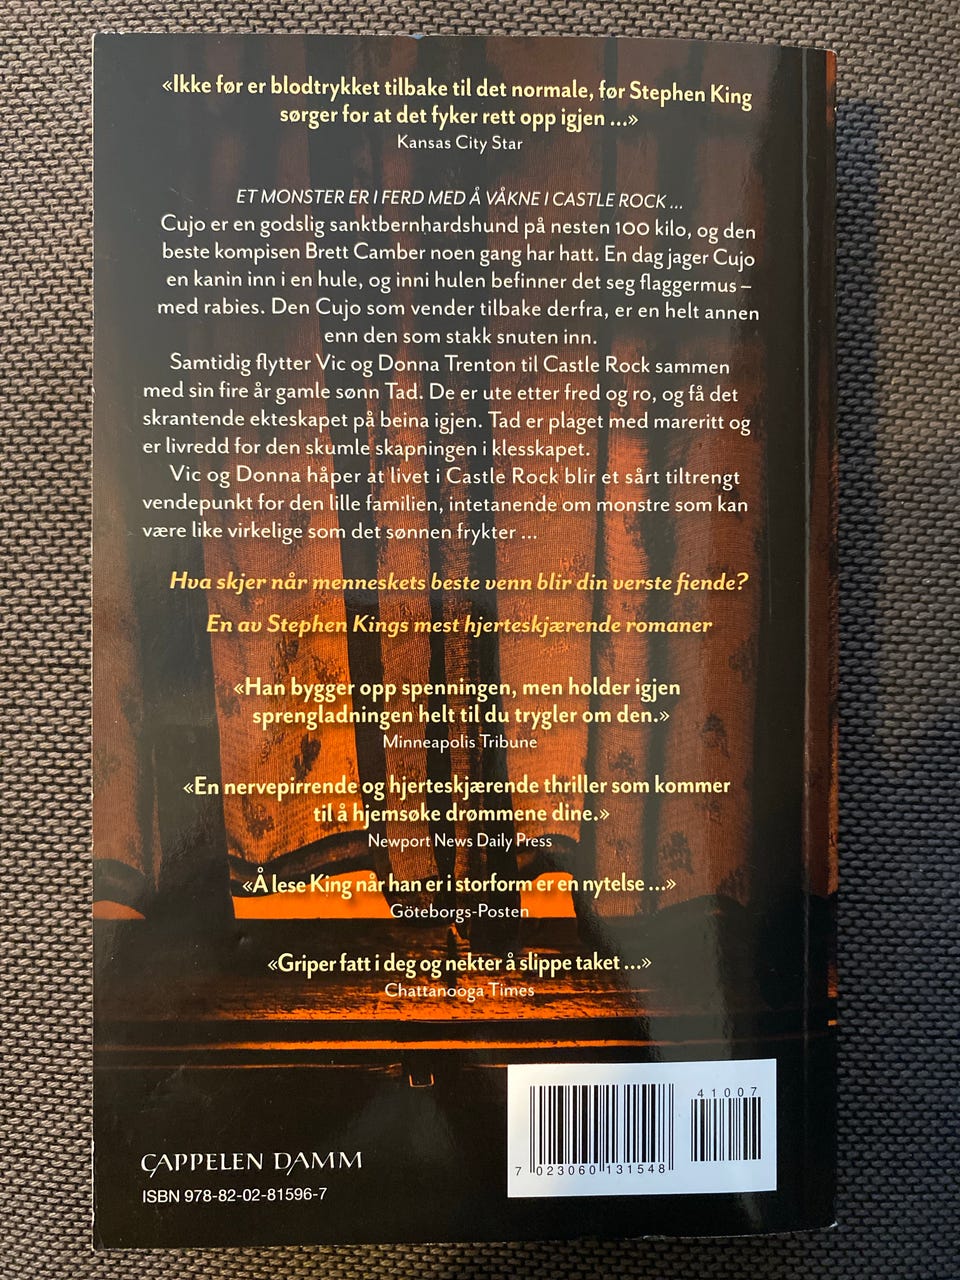 «Ikke før er blodtrykket tilbake til det normale, før Stephen King
sørger for at det fyker rett opp igjen ...»
Kansas City Star
ET MONSTER ER I FERD MED Å VÅKNE I CASTLE ROCK ...
Cujo er en godslig sanktbernhardshund på nesten 100 kilo, og den
beste kompisen Brett Camber noen gang har hatt. En dag jager Cujo
en kanin inn i en hule, og inni hulen befinner det seg flaggermus –
med rabies. Den Cujo som vender tilbake derfra, er en helt annen
enn den som stakk snuten inn.
Samtidig flytter Vic og Donna Trenton til Castle Rock sammen
med sin fire år gamle sønn Tad. De er ute etter fred og ro, og få det
skrantende ekteskapet på beina igjen. Tad er plaget med mareritt og
er livredd for den skumle skapningen i klesskapet.
Vic og Donna håper at livet i Castle Rock blir et sårt tiltrengt
vendepunkt for den lille familien, intetanende om monstre som kan
være like virkelige som det sønnen frykter ...
Hva skjer når menneskets beste venn blir din verste fiende?
En av Stephen Kings mest hjerteskjærende romaner
«Han bygger opp spenningen, men holder igjen
sprengladningen helt til du trygler om den.»
Minneapolis Tribune
«En nervepirrende og hjerteskjærende thriller som kommer
til å hjemsøke drømmene dine.»
Newport News Daily Press
«Å lese King når han er i storform er en nytelse ...»
Göteborgs-Posten
«Griper fatt i deg og nekter å slippe taket ...»
Chattanooga Times
41007
7 023060 131548
CAPPELEN DAMM
ISBN 978-82-02-81596-7